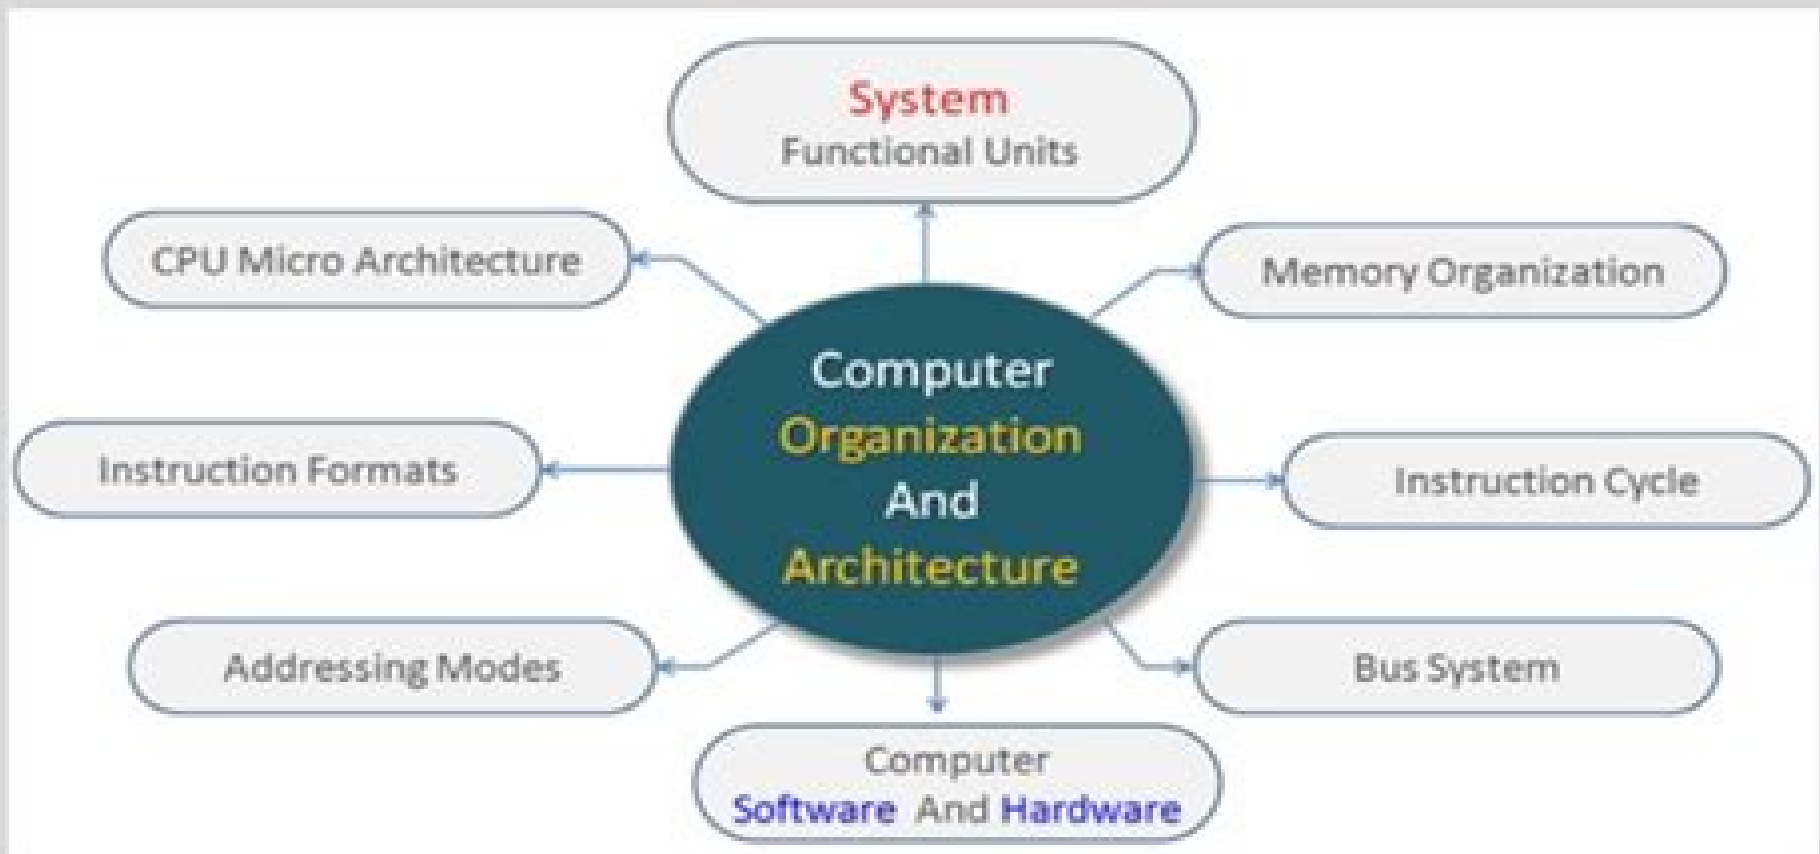 System
Functional Units
CPU Micro Architecture
Memory Organization
Computer
Organization
And
Architecture
Instruction Formats
Instruction Cycle
Addressing Modes
Bus System
Computer
Software And Hardware